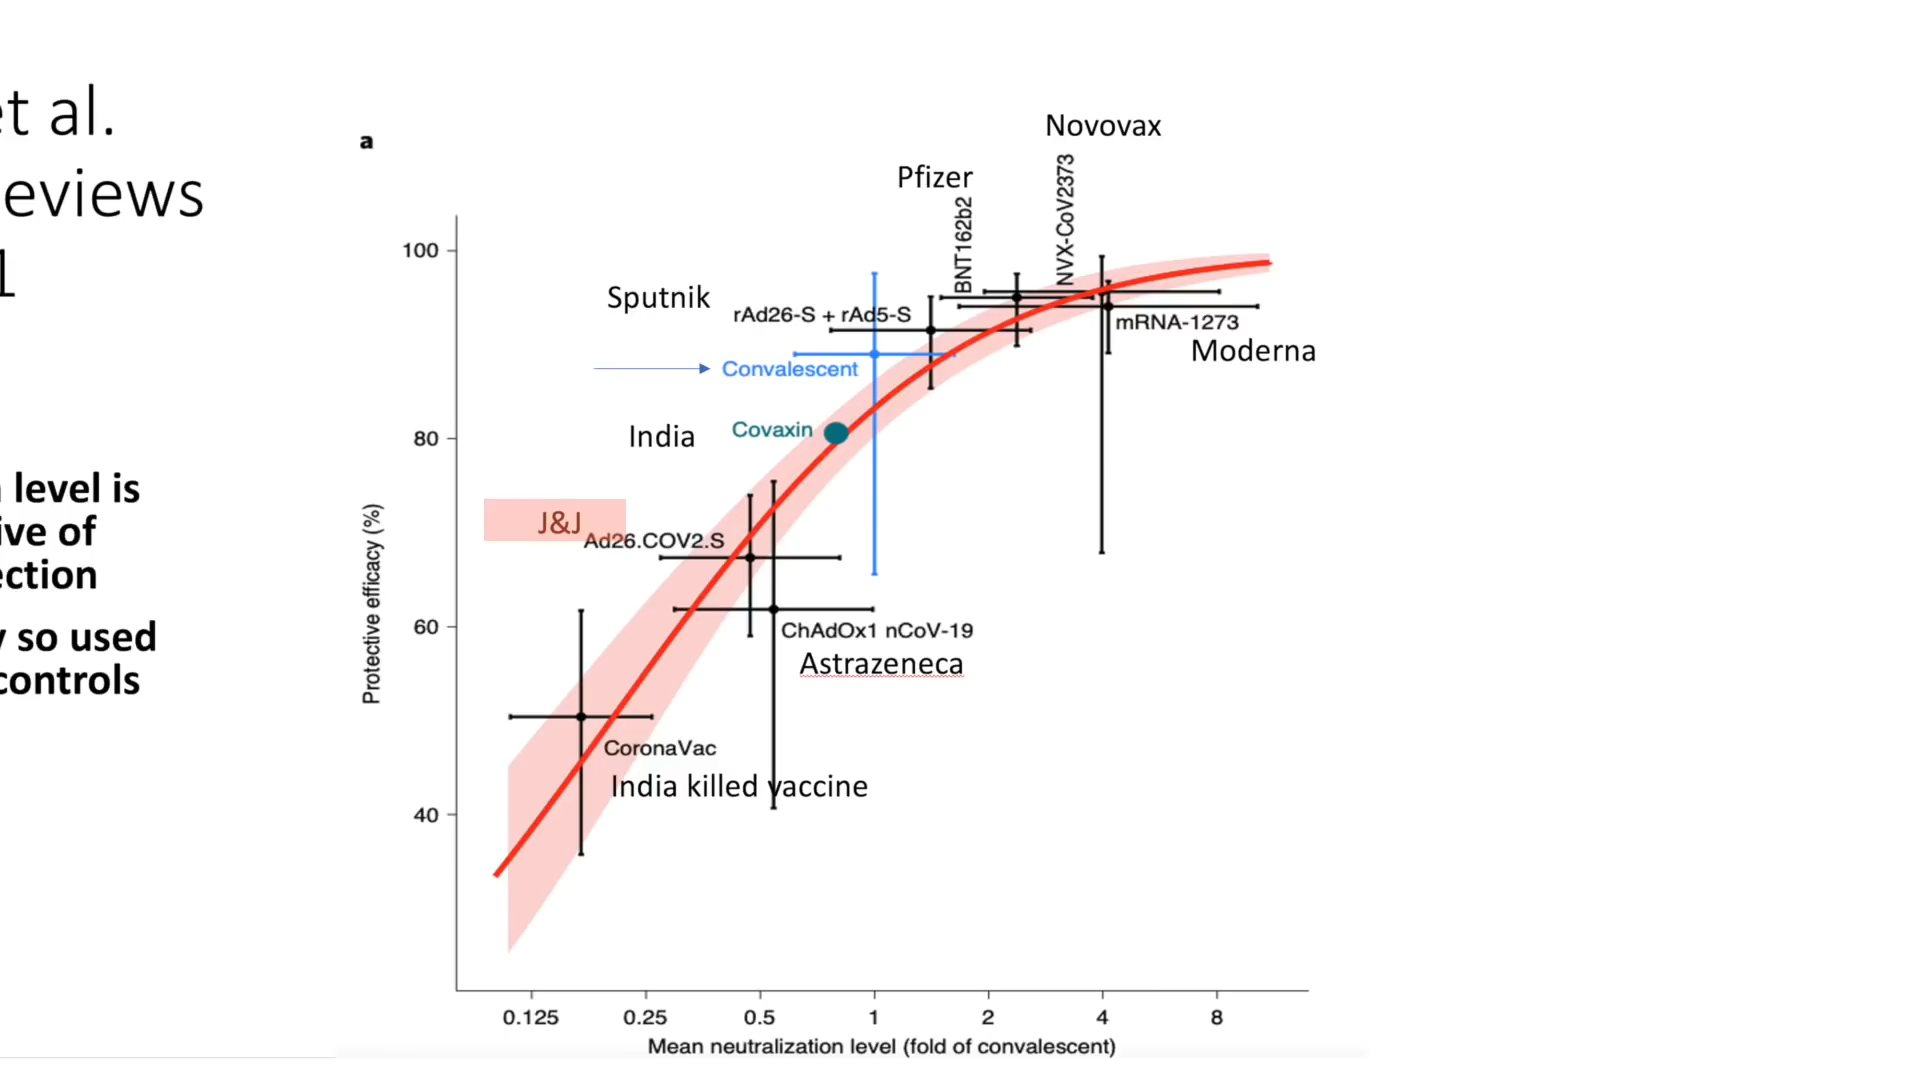 et al.
eviews
1
level is
ive of
ection
y so used
controls
a
Novovax
Pfizer
BNT162b2
NVX-CoV2373
100
Sputnik
rAd26-S + rAd5-S
mRNA-1273
Moderna
Convalescent
India
Covaxin
80
J&J
Ad26.COV2.S
60
ChAdOx1 nCoV-19
Astrazeneca
CoronaVac
India killed vaccine
40
Protective efficacy (%)
0.125 0.25 0.5 1 2 4 8
Mean neutralization level (fold of convalescent)